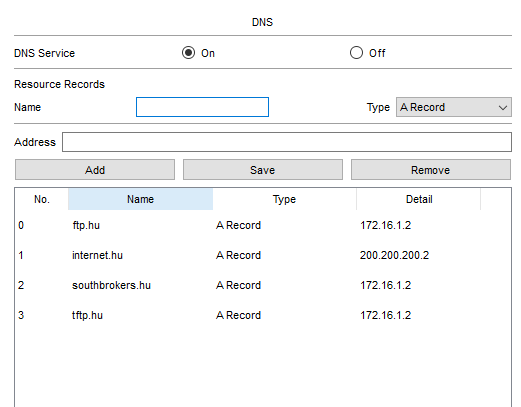 DNS
DNS Service On Off
Resource Records
Name Type A Record
Address
Add Save Remove
No. Name Type Detail
0 ftp.hu A Record 172.16.1.2
1 internet.hu A Record 200.200.200.2
2 southbrokers.hu A Record 172.16.1.2
3 tftp.hu A Record 172.16.1.2